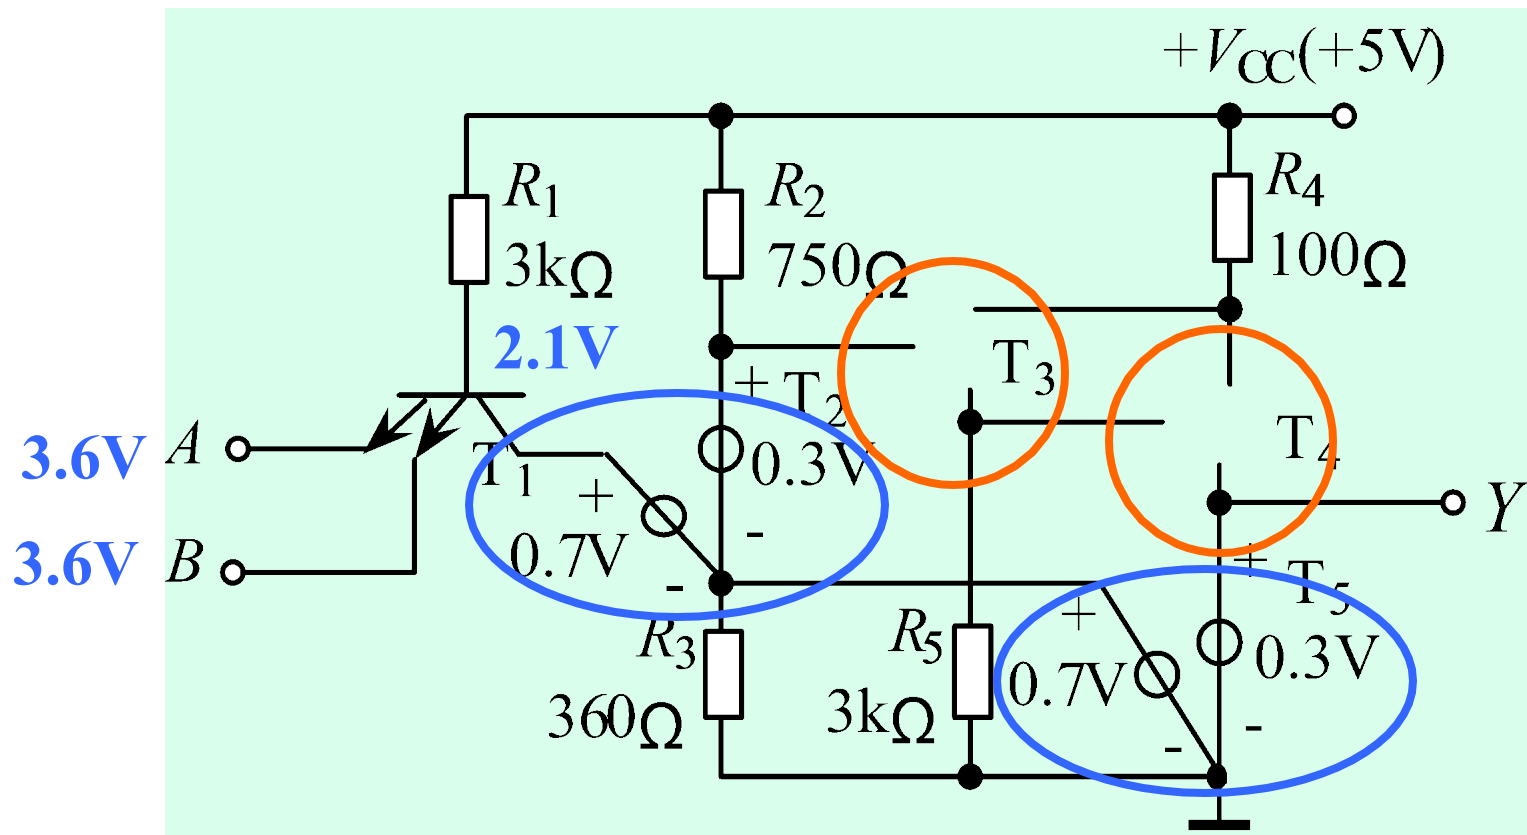 +VCC(+5V)
R1
3kΩ
R2
750Ω
R4
100Ω
2.1V
T3
+ T2
T4
3.6V A
T1
0.3V
+
0.7V
-
-
Y
3.6V B
+ T5
R3
360Ω
R5
3kΩ
+
0.7V
0.3V
-
-